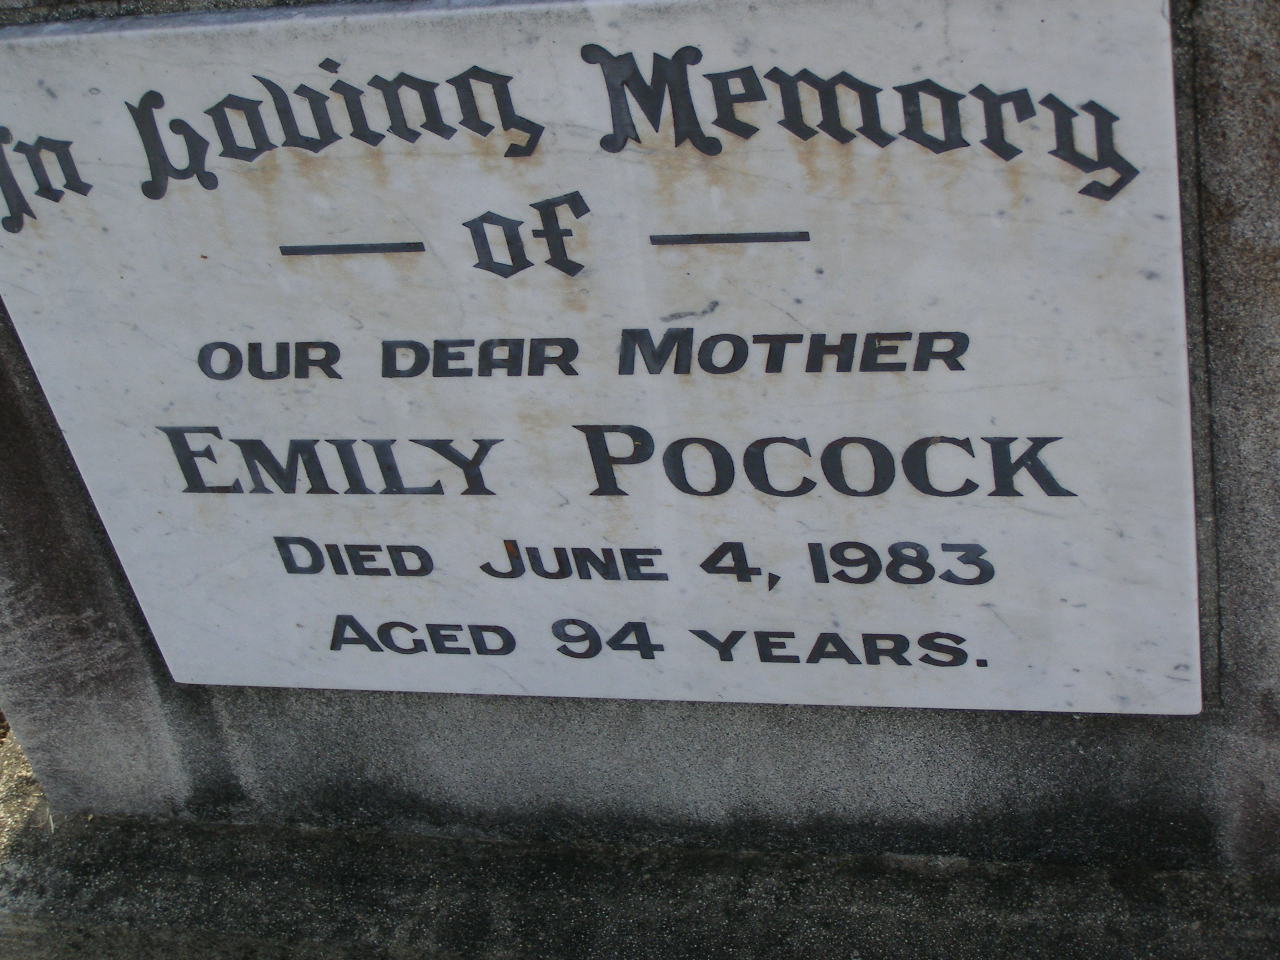 In Loving Memory
— of —
OUR DEAR MOTHER
EMILY POCOCK
DIED JUNE 4, 1983
AGED 94 YEARS.